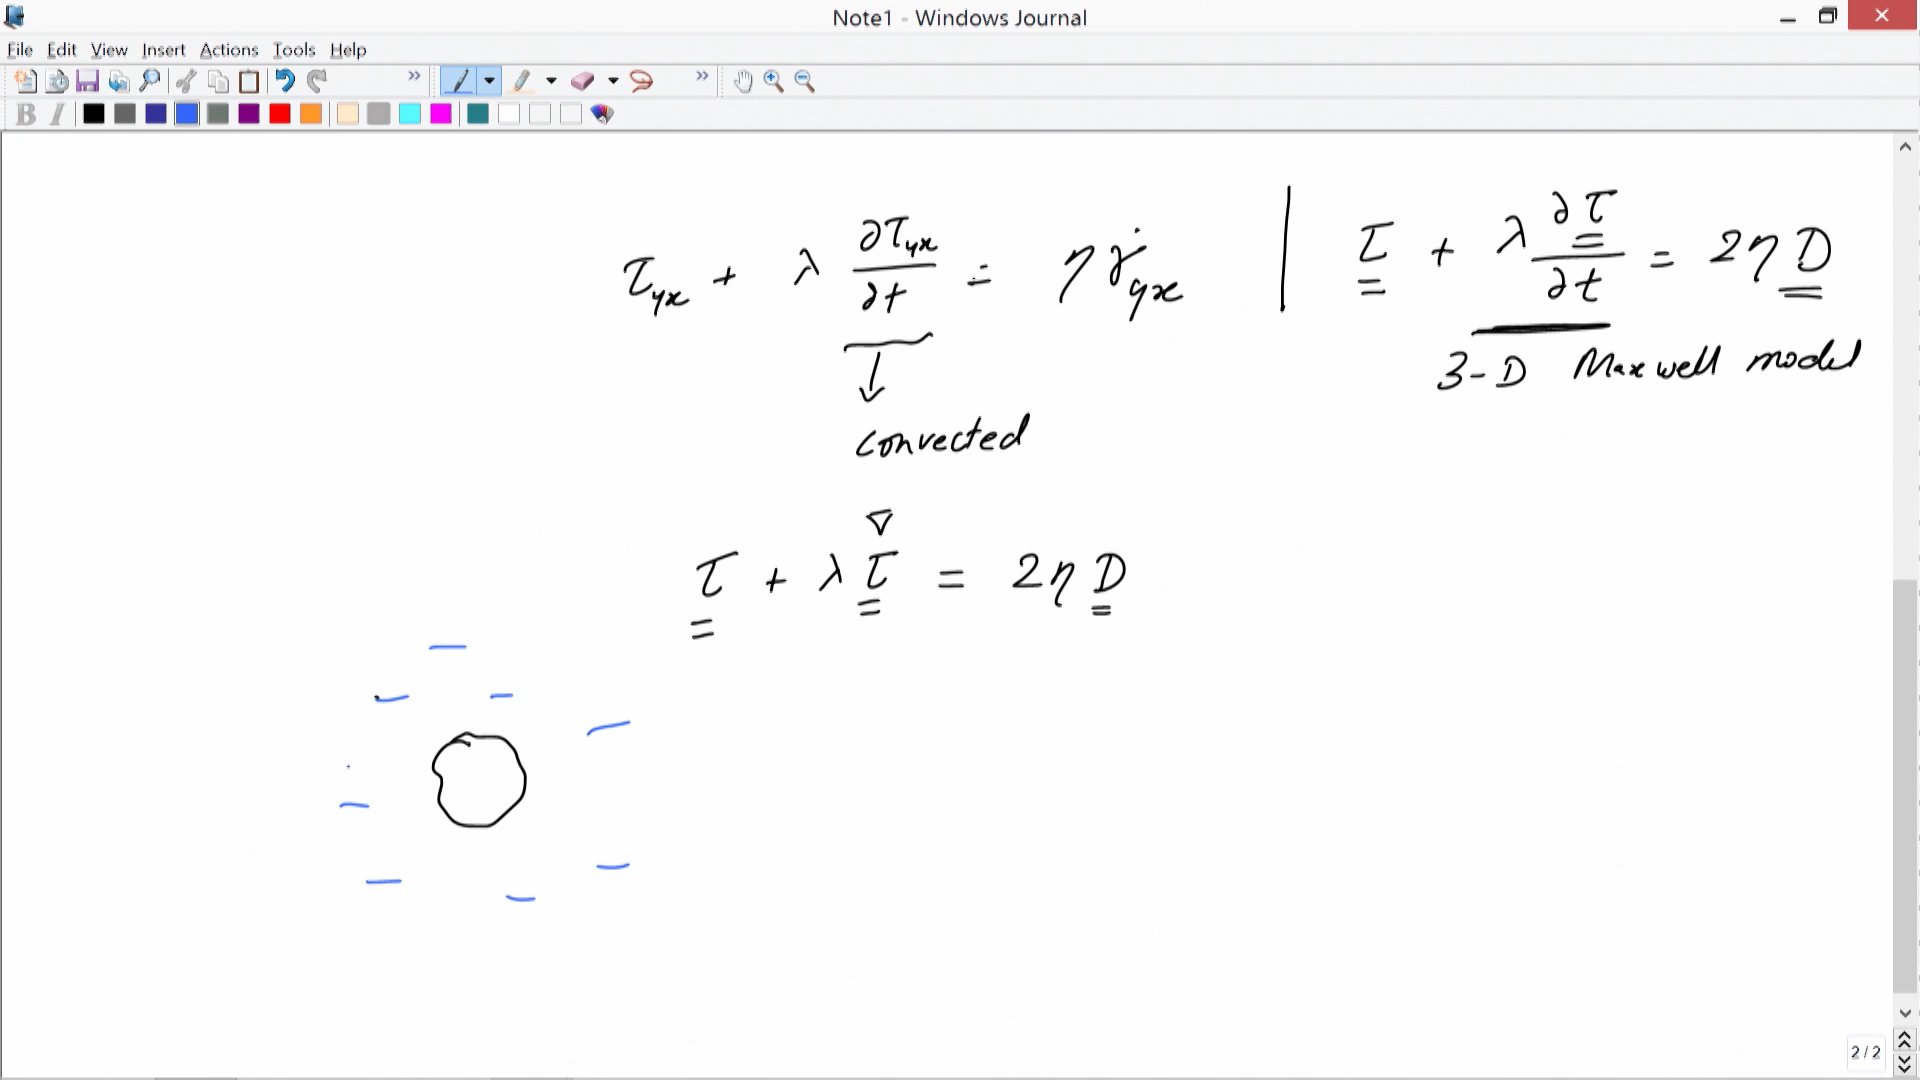 Note1 - Windows Journal
File Edit View Insert Actions Tools Help
B I
τyx + λ ∂τyx/∂t = η γ̇yx | τ + λ ∂τ/∂t = 2ηD
3-D Maxwell model
↓
convected
∇
τ + λ τ = 2η D
2 / 2